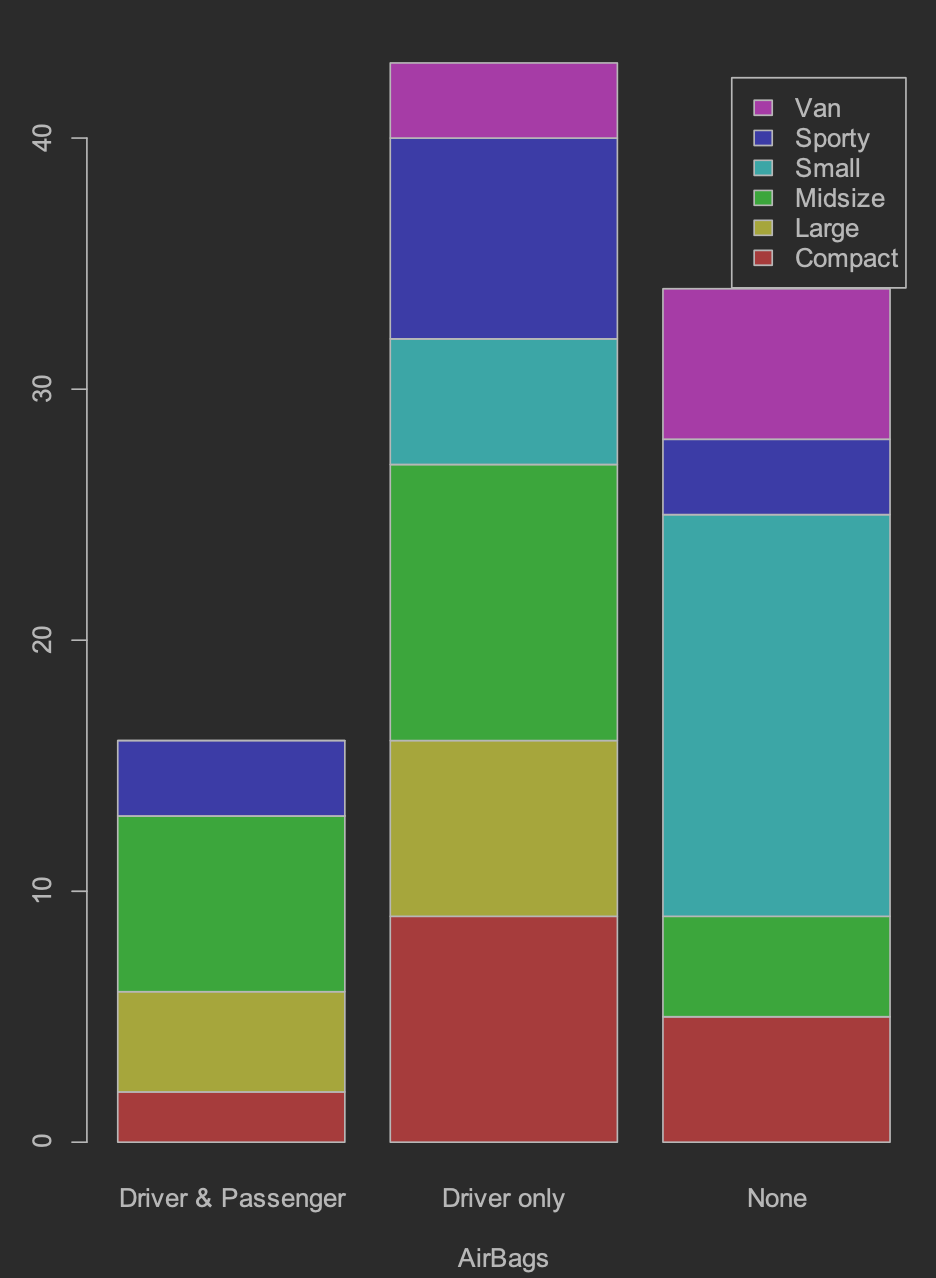 Van
Sporty
Small
Midsize
Large
Compact
40
30
20
10
0
Driver & Passenger
Driver only
None
AirBags